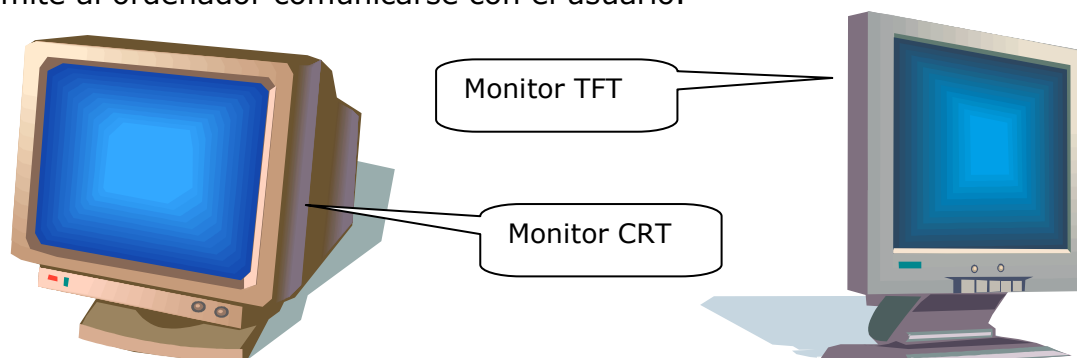 mite al ordenador comunicarse con el usuario.
Monitor TFT
Monitor CRT